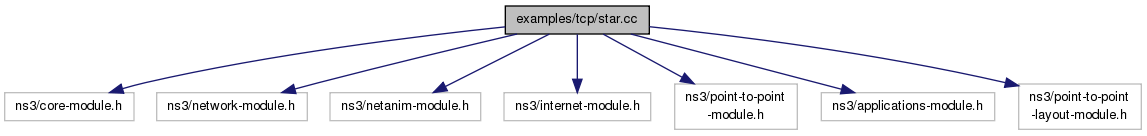 examples/tcp/star.cc
ns3/core-module.h
ns3/network-module.h
ns3/netanim-module.h
ns3/internet-module.h
ns3/point-to-point
-module.h
ns3/applications-module.h
ns3/point-to-point
-layout-module.h